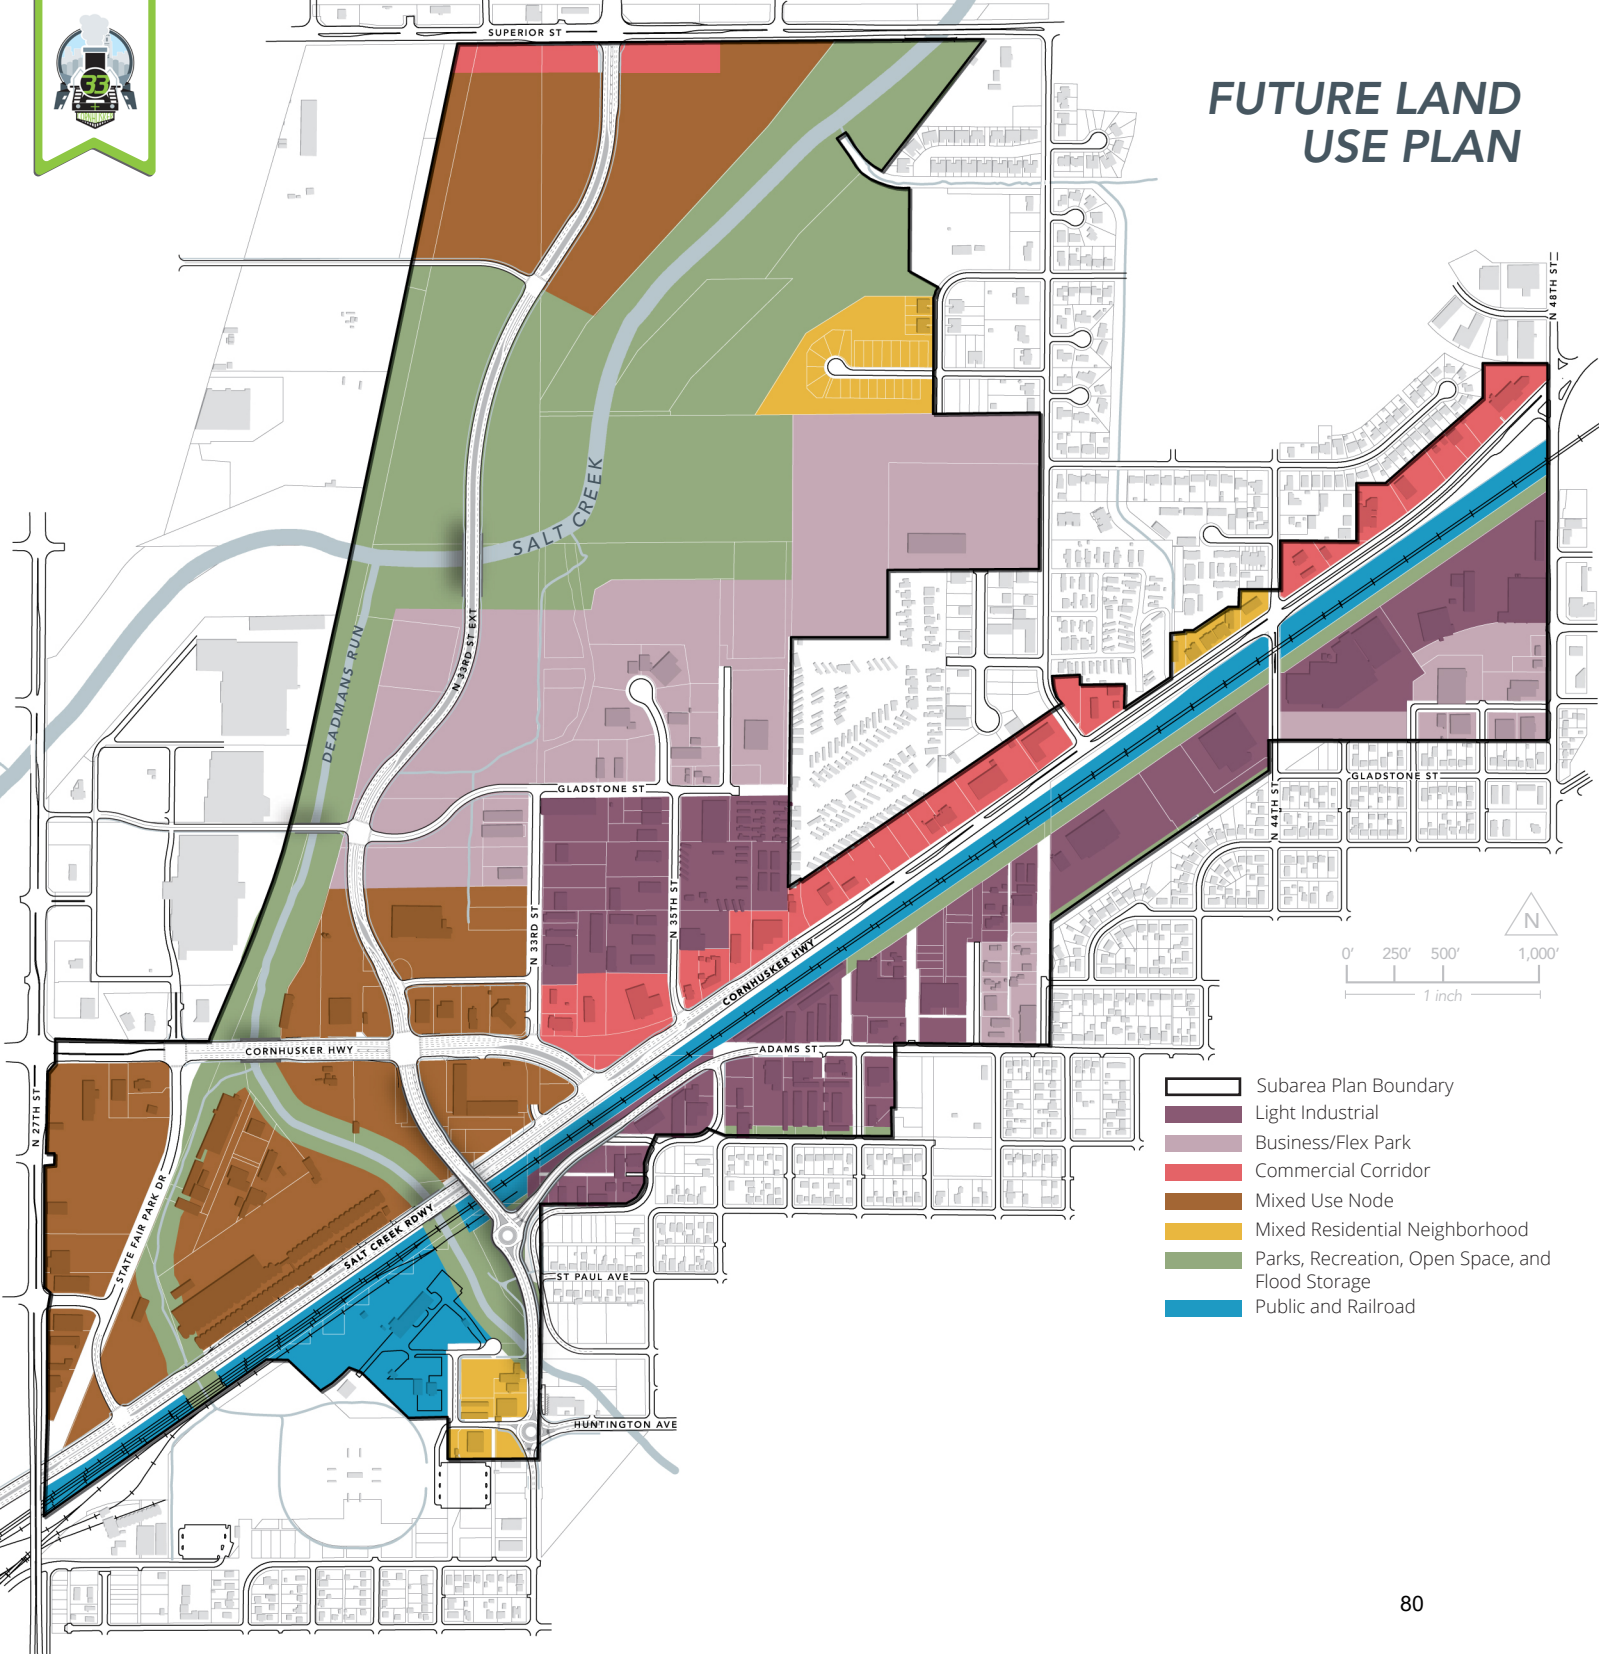 33
SUPERIOR ST
FUTURE LAND
USE PLAN
N 48TH ST
SALT CREEK
N 33RD ST EXT
DEADMANS RUN
GLADSTONE ST
GLADSTONE ST
N 44TH ST
N 35TH ST
N 33RD ST
CORNHUSKER HWY
N
0' 250' 500' 1,000'
1 inch
CORNHUSKER HWY
ADAMS ST
N 27TH ST
STATE FAIR PARK DR
SALT CREEK RDWY
ST PAUL AVE
HUNTINGTON AVE
Subarea Plan Boundary
Light Industrial
Business/Flex Park
Commercial Corridor
Mixed Use Node
Mixed Residential Neighborhood
Parks, Recreation, Open Space, and
Flood Storage
Public and Railroad
80